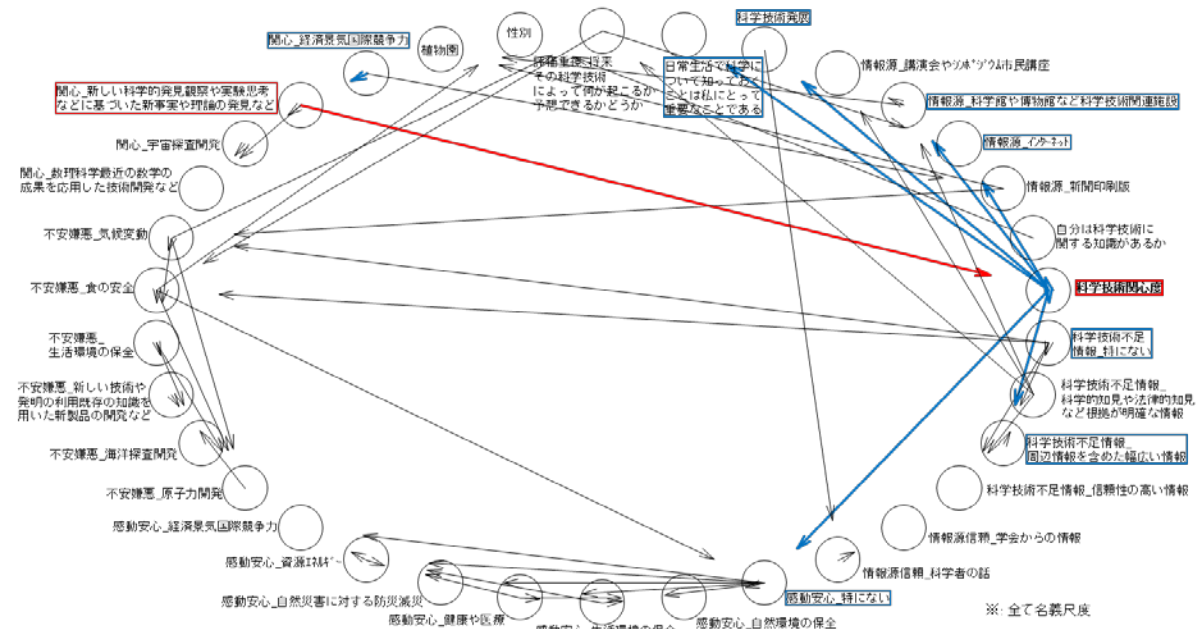 科学技術発展
性別
関心_経済景気国際競争力
植物園
評価重視_将来
その科学技術
によって何が起こるか
予想できるかどうか
日常生活で科学に
ついて知っておく
ことは私にとって
重要なことである
情報源_講演会やシンポジウム市民講座
関心_新しい科学的発見観察や実験思考
などに基づいた新事実や理論の発見など
情報源_科学館や博物館など科学技術関連施設
関心_宇宙探査開発
情報源_インターネット
関心_数理科学最近の数学の
成果を応用した技術開発など
情報源_新聞印刷版
不安嫌悪_気候変動
自分は科学技術に
関する知識があるか
不安嫌悪_食の安全
科学技術関心度
不安嫌悪_
生活環境の保全
科学技術不足
情報_特にない
不安嫌悪_新しい技術や
発明の利用既存の知識を
用いた新製品の開発など
科学技術不足情報_
科学的知見や法律的知見
など根拠が明確な情報
不安嫌悪_海洋探査開発
科学技術不足情報_
周辺情報を含めた幅広い情報
不安嫌悪_原子力開発
科学技術不足情報_信頼性の高い情報
感動安心_経済景気国際競争力
情報源信頼_学会からの情報
感動安心_資源エネルギー
情報源信頼_科学者の話
感動安心_自然災害に対する防災減災
感動安心_特にない
※: 全て名義尺度
感動安心_健康や医療
感動安心_生活環境の保全
感動安心_自然環境の保全